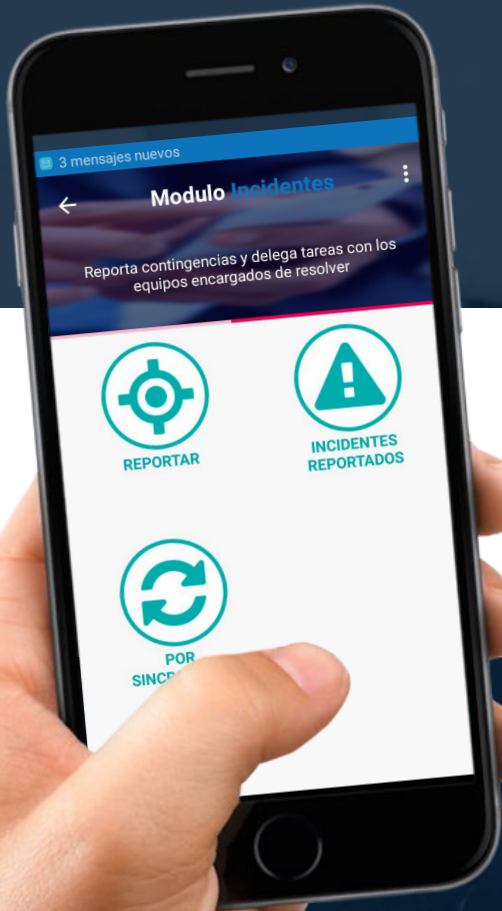 3 mensajes nuevos
Modulo Incidentes
Reporta contingencias y delega tareas con los
equipos encargados de resolver
REPORTAR
INCIDENTES
REPORTADOS
POR